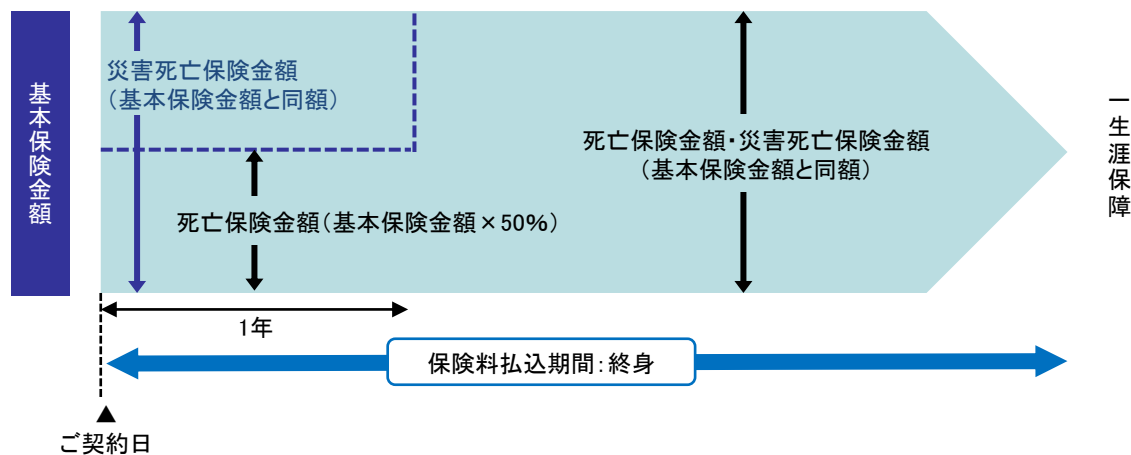 基本保険金額
災害死亡保険金額
（基本保険金額と同額）
死亡保険金額（基本保険金額×50％）
死亡保険金額・災害死亡保険金額
（基本保険金額と同額）
一生涯保障
1年
保険料払込期間：終身
▲
ご契約日